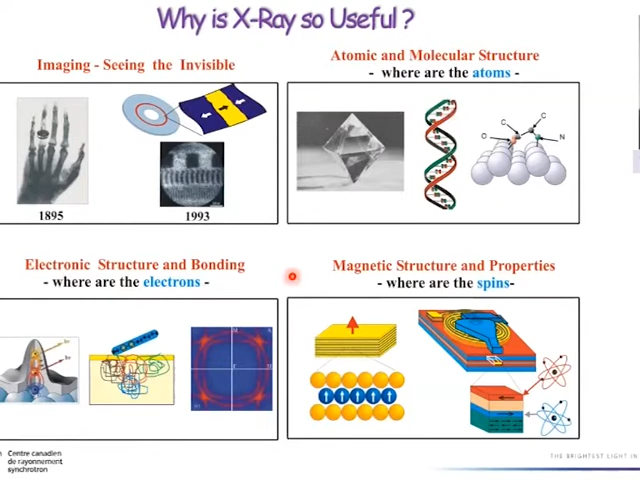 Why is X-Ray so Useful ?
Imaging - Seeing the Invisible
1895
1993
Atomic and Molecular Structure
- where are the atoms -
C
C
O
N
Electronic Structure and Bonding
- where are the electrons -
Magnetic Structure and Properties
- where are the spins-
Centre canadien
de rayonnement
synchrotron
THE BRIGHTEST LIGHT IN